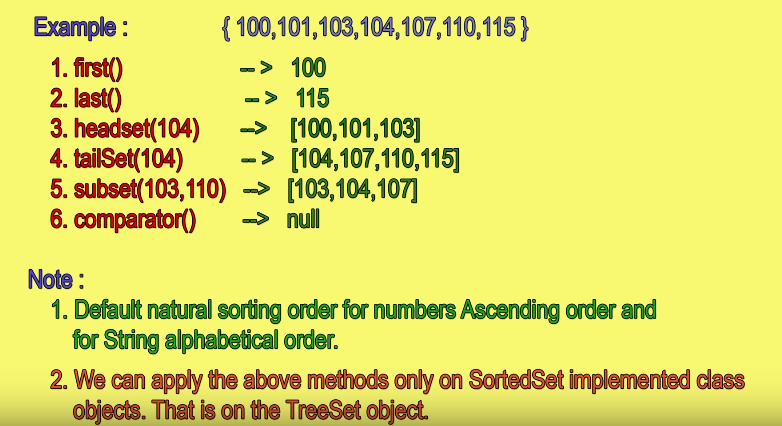 Example : { 100,101,103,104,107,110,115 }
1. first() -- > 100
2. last() -- > 115
3. headset(104) --> [100,101,103]
4. tailSet(104) -- > [104,107,110,115]
5. subset(103,110) --> [103,104,107]
6. comparator() --> null
Note :
1. Default natural sorting order for numbers Ascending order and
for String alphabetical order.
2. We can apply the above methods only on SortedSet implemented class
objects. That is on the TreeSet object.